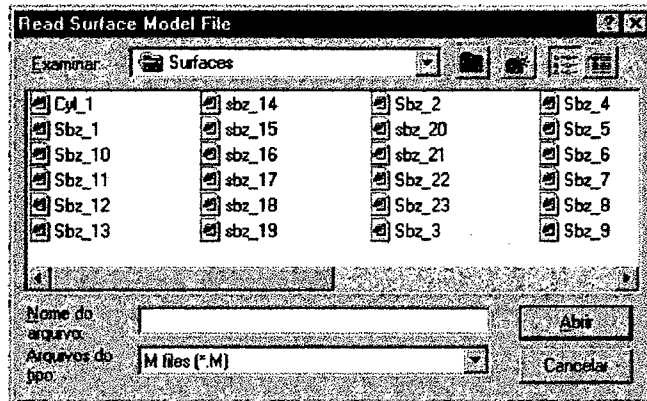 Read Surface Model File
Examinar: Surfaces
Cyl_1 sbz_14 Sbz_2 Sbz_4
Sbz_1 sbz_15 sbz_20 Sbz_5
Sbz_10 sbz_16 sbz_21 Sbz_6
Sbz_11 sbz_17 Sbz_22 Sbz_7
Sbz_12 sbz_18 Sbz_23 Sbz_8
Sbz_13 sbz_19 Sbz_3 Sbz_9
Nome do arquivo:
Abrir
Arquivos do tipo: M files (*.M)
Cancelar